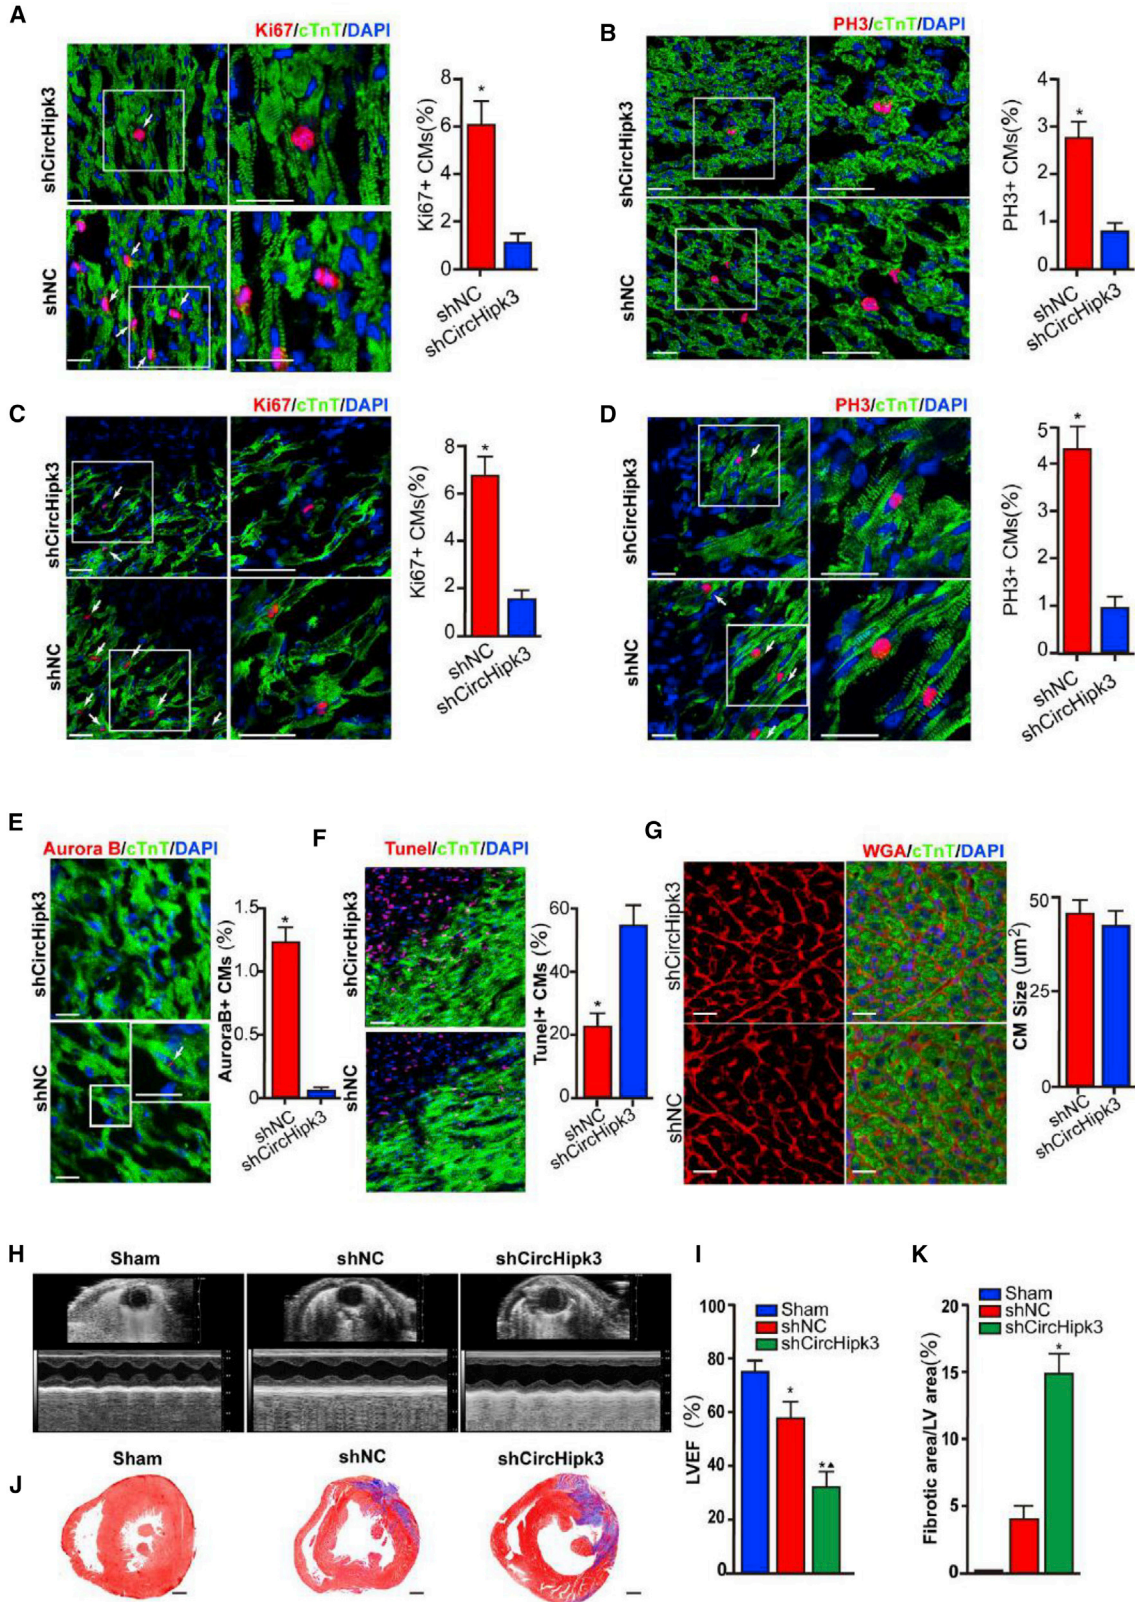 A
Ki67/cTnT/DAPI
shCircHipk3
shNC
Ki67+ CMs(%)
8
6
4
2
0
*
shNC
shCircHipk3
B
PH3/cTnT/DAPI
shCircHipk3
shNC
PH3+ CMs(%)
4
3
2
1
0
*
shNC
shCircHipk3
C
Ki67/cTnT/DAPI
shCircHipk3
shNC
Ki67+ CMs(%)
8
6
4
2
0
*
shNC
shCircHipk3
D
PH3/cTnT/DAPI
shCircHipk3
shNC
PH3+ CMs(%)
5
4
3
2
1
0
*
shNC
shCircHipk3
E
Aurora B/cTnT/DAPI
shCircHipk3
shNC
AuroraB+ CMs (%)
1.5
1.0
0.5
0
*
shNC
shCircHipk3
F
Tunel/cTnT/DAPI
shCircHipk3
shNC
Tunel+ CMs (%)
60
40
20
0
*
shNC
shCircHipk3
G
WGA/cTnT/DAPI
shCircHipk3
shNC
CM Size (um²)
50
25
0
shNC
shCircHipk3
H
Sham
shNC
shCircHipk3
I
LVEF (%)
100
80
60
40
20
0
Sham
shNC
shCircHipk3
*
*▲
J
Sham
shNC
shCircHipk3
K
Fibrotic area/LV area(%)
20
15
10
5
0
Sham
shNC
shCircHipk3
*